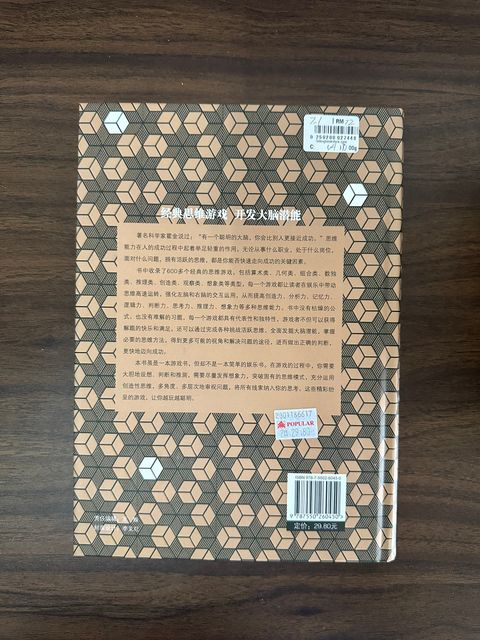 RM
9 250200 922448
经典思维游戏 开发大脑潜能
著名科学家霍金说过：“有一个聪明的大脑，你会比别人更接近成功。”思维
能力在人的成功过程中起着举足轻重的作用，无论从事什么职业、处于什么岗位，
面对什么问题，拥有活跃的思维，都是你能否快速走向成功的关键因素。
书中收录了600多个经典的思维游戏，包括算术类、几何类、组合类、数独
类、推理类、创造类、观察类、想象类等类型，每一个游戏都让读者在娱乐中带动
思维高速运转，强化左脑和右脑的交互运用，从而提高创造力、分析力、记忆力、
逻辑力、判断力、思考力、推理力、想象力等多种思维能力。书中没有枯燥的公
式，也没有难解的习题，每一个游戏都具有代表性和独特性，游戏者不但可以获得
解题的快乐和满足，还可以通过完成各种挑战活跃思维，全面发掘大脑潜能，掌握
必要的思维方法，得到更多可能的视角和解决问题的途径，进而做出正确的判断，
更快地迈向成功。
本书虽是一本游戏书，但却不是一本简单的娱乐书，在游戏的过程中，你需要
大胆地设想、判断和推测，需要尽量发挥想象力，突破固有的思维模式，充分运用
创造性思维，多角度、多层次地审视问题，将所有线索纳入你的思考。这些精彩纷
呈的游戏，让你越玩越聪明。
POPULAR
ISBN 978-7-5502-6045-0
9 787550 260450 >
定价：29.80元
责任编辑